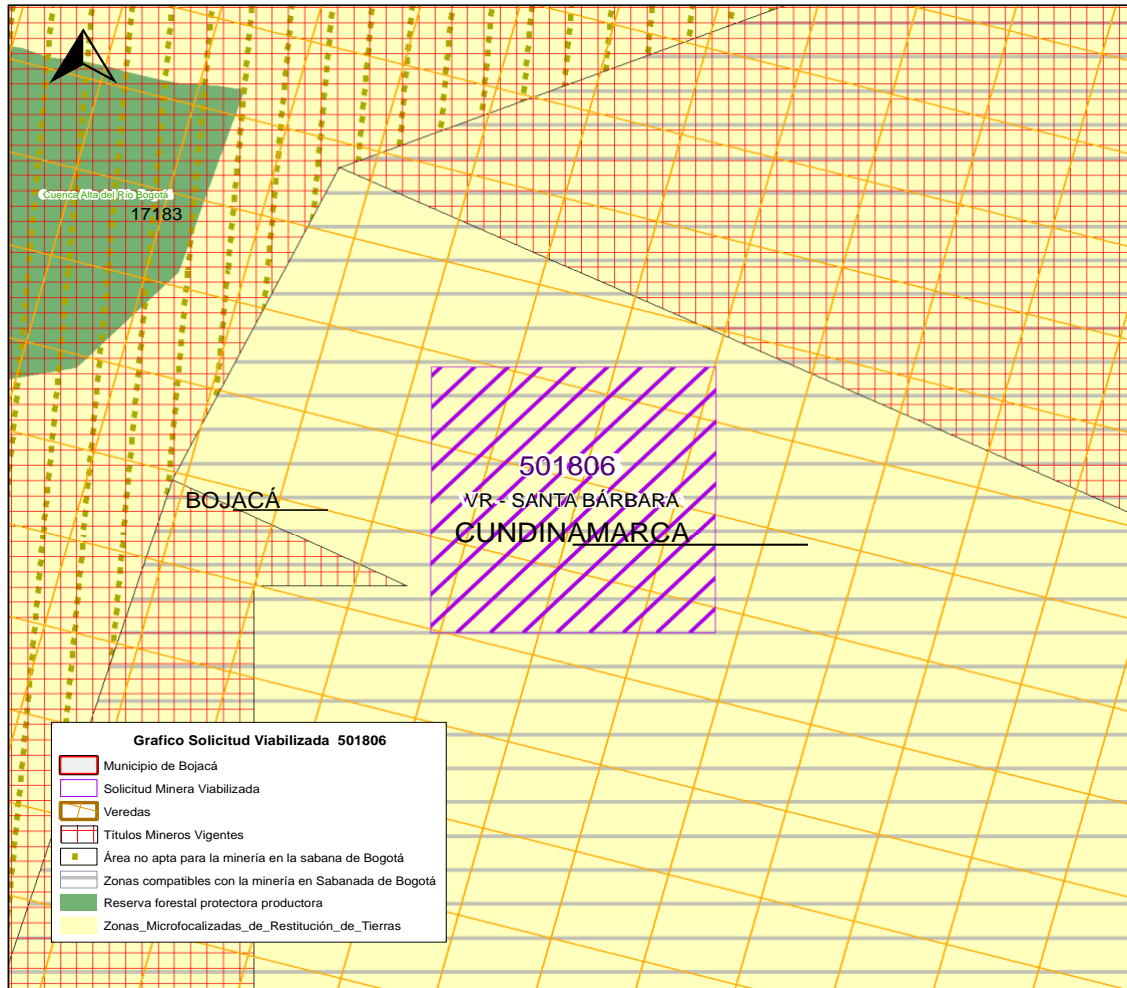 Cuenca Alta del Río Bogotá
17183
501806
VR - SANTA BÁRBARA
BOJACÁ
CUNDINAMARCA
Grafico Solicitud Viabilizada 501806
Municipio de Bojacá
Solicitud Minera Viabilizada
Veredas
Títulos Mineros Vigentes
Área no apta para la minería en la sabana de Bogotá
Zonas compatibles con la minería en Sabanada de Bogotá
Reserva forestal protectora productora
Zonas_Microfocalizadas_de_Restitución_de_Tierras